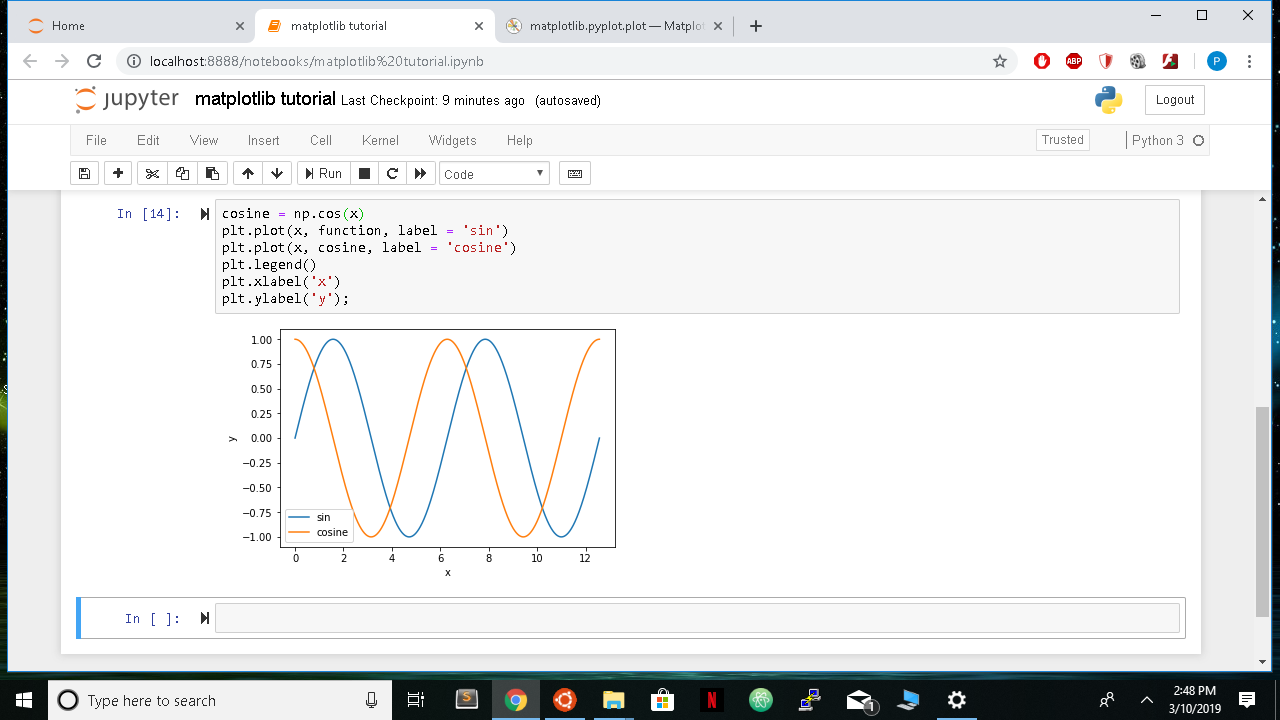 Home
matplotlib tutorial
matplotlib.pyplot.plot — Matplot
localhost:8888/notebooks/matplotlib%20tutorial.ipynb
ABP
P
jupyter matplotlib tutorial Last Checkpoint: 9 minutes ago (autosaved)
Logout
File Edit View Insert Cell Kernel Widgets Help
Trusted
Python 3
Run
Code
In [14]:
cosine = np.cos(x)
plt.plot(x, function, label = 'sin')
plt.plot(x, cosine, label = 'cosine')
plt.legend()
plt.xlabel('x')
plt.ylabel('y');
1.00
0.75
0.50
0.25
0.00
−0.25
−0.50
−0.75
−1.00
y
sin
cosine
0 2 4 6 8 10 12
x
In [ ]:
Type here to search
S
N
1
2:48 PM
3/10/2019